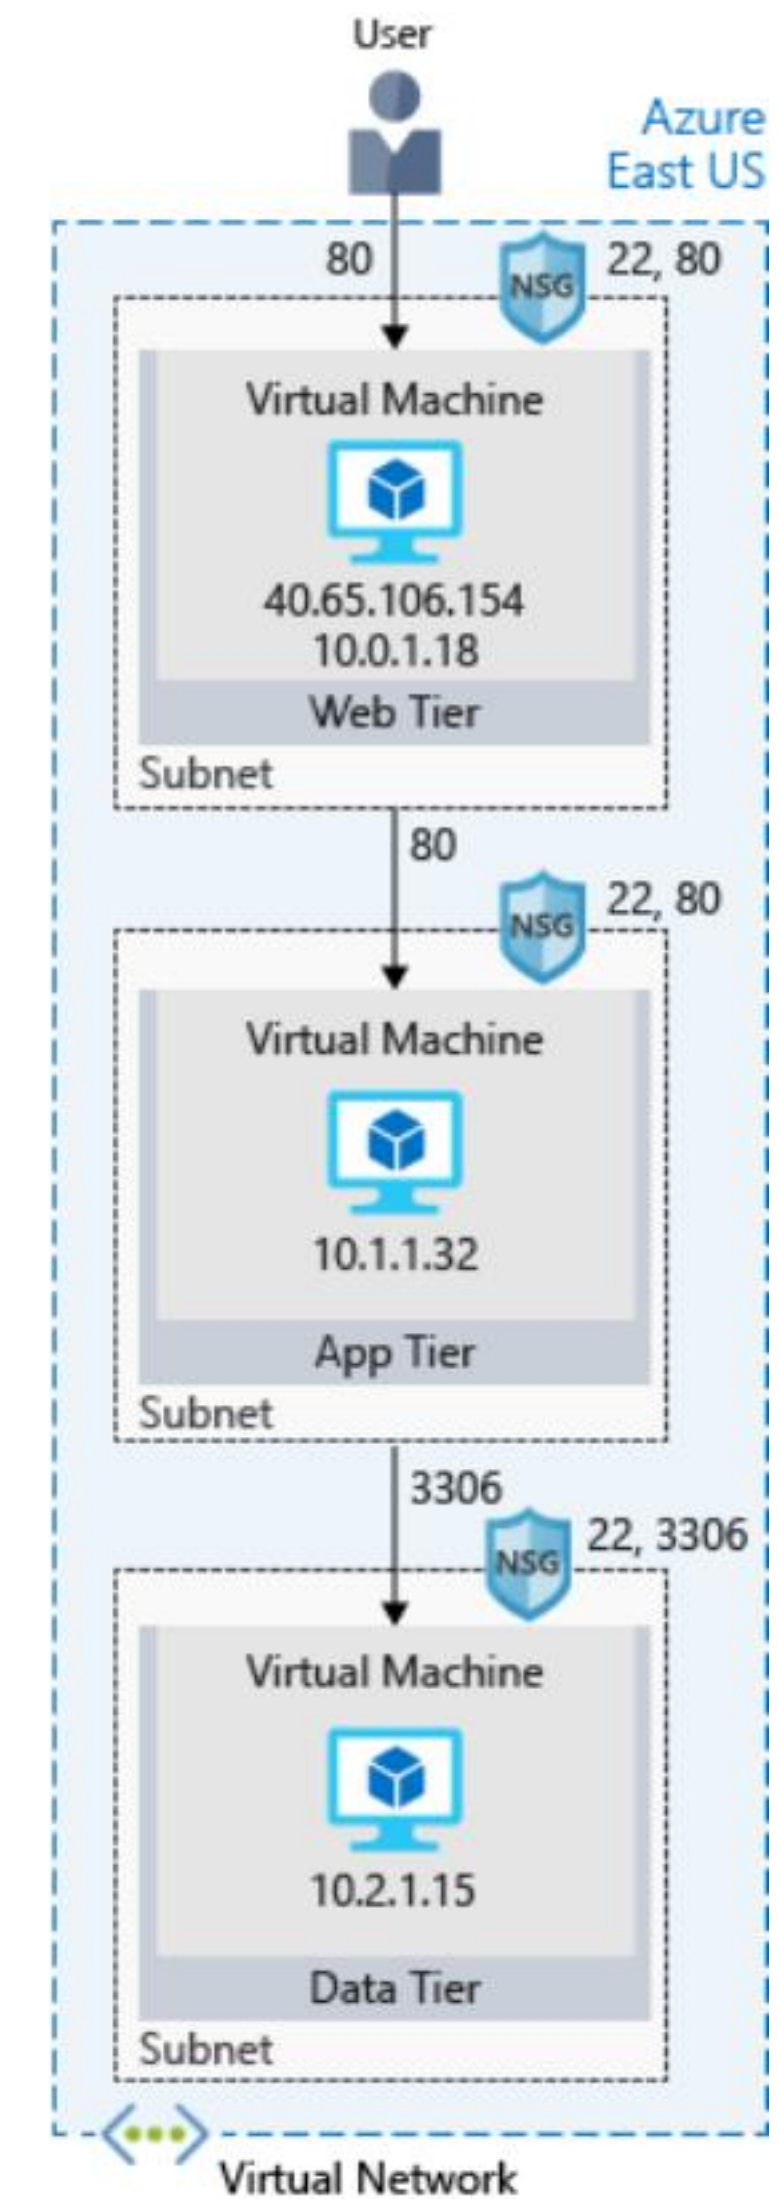 User
Azure
East US
80
NSG
22, 80
Virtual Machine
40.65.106.154
10.0.1.18
Web Tier
Subnet
80
NSG
22, 80
Virtual Machine
10.1.1.32
App Tier
Subnet
3306
NSG
22, 3306
Virtual Machine
10.2.1.15
Data Tier
Subnet
Virtual Network